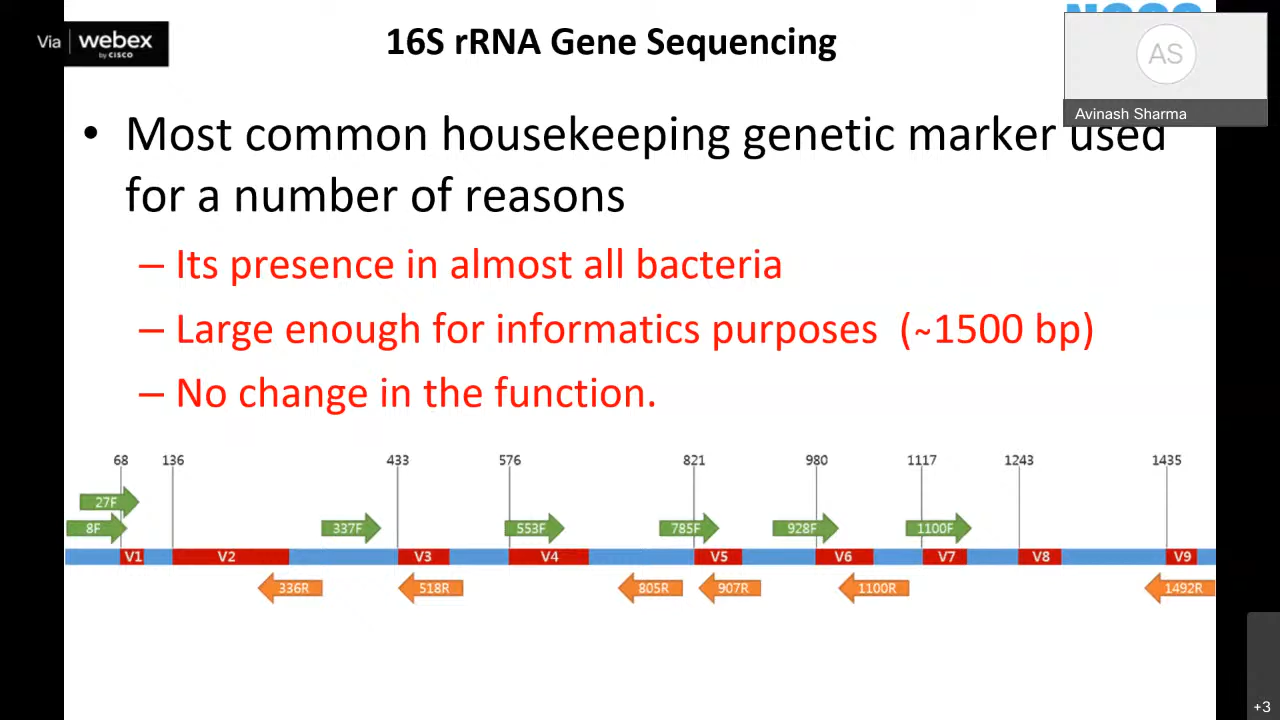 Via webex
by CISCO
16S rRNA Gene Sequencing
AS
Avinash Sharma
• Most common housekeeping genetic marker used
for a number of reasons
– Its presence in almost all bacteria
– Large enough for informatics purposes (~1500 bp)
– No change in the function.
68 136 433 576 821 980 1117 1243 1435
27F
8F 337F 553F 785F 928F 1100F
V1 V2 V3 V4 V5 V6 V7 V8 V9
336R 518R 805R 907R 1100R 1492R
+3